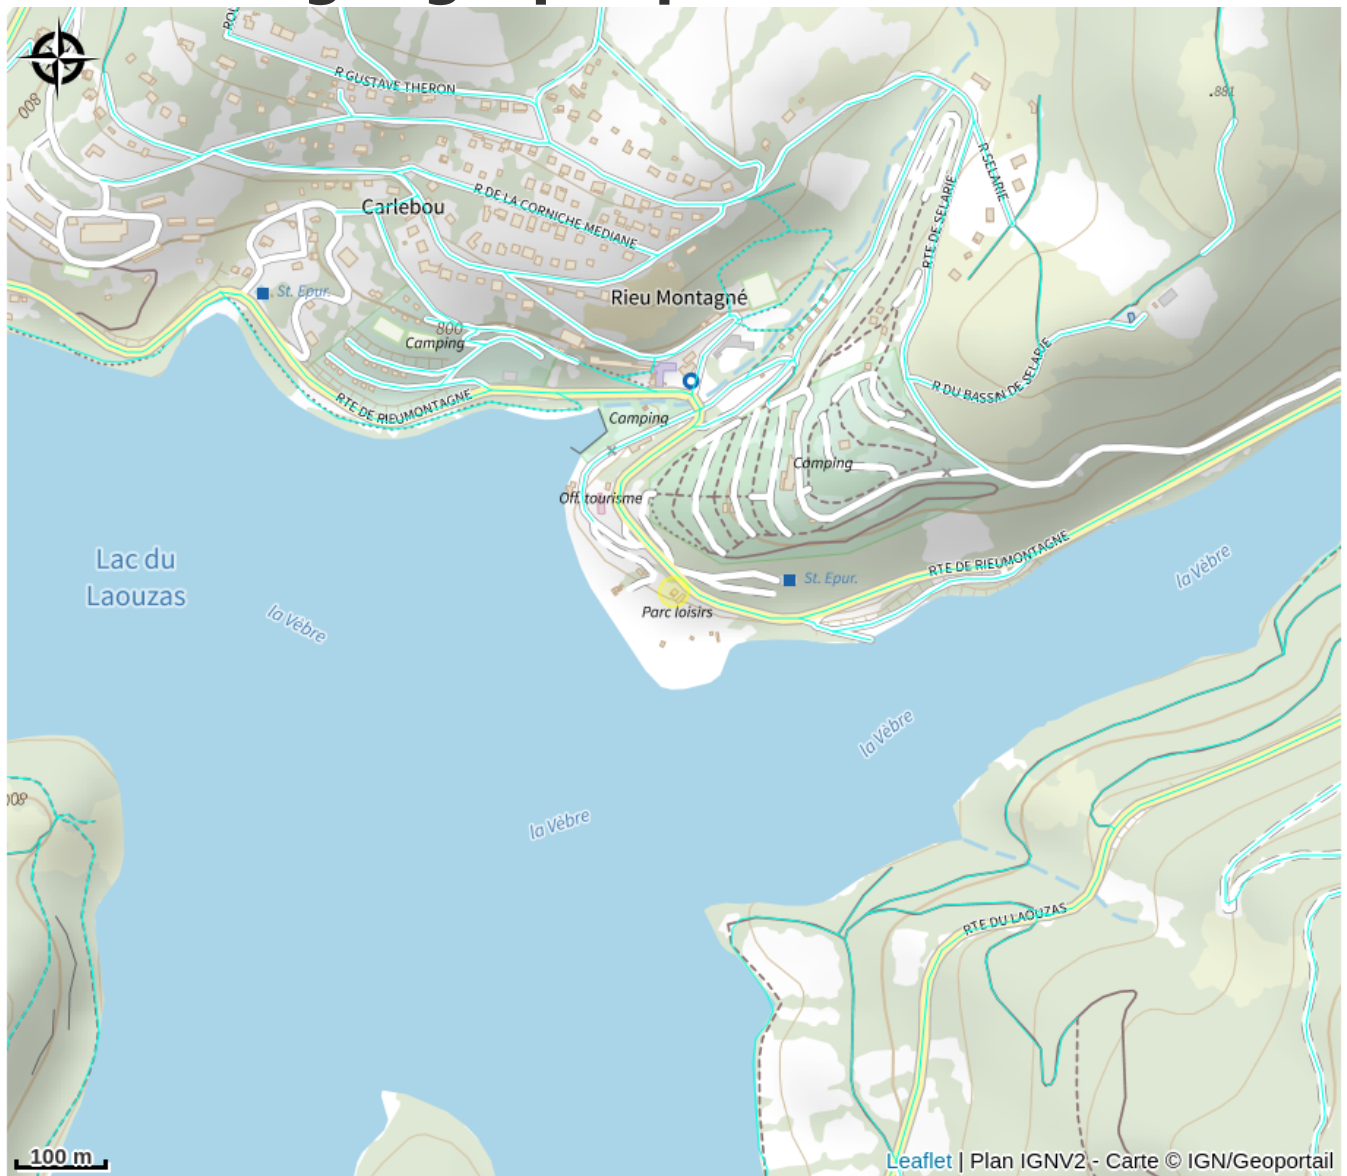 R GUSTAVE THERON
800
.881
R SELARIE
RTE DE SELARIE
R DE LA CORNICHE MEDIANE
Carlebou
St. Epur.
Rieu Montagné
800
Camping
R DU BASSIN DE SELARIE
RTE DE RIEUMONTAGNE
Camping
Camping
Off. tourisme
RTE DE RIEUMONTAGNE
Lac du
Laouzas
St. Epur.
la Vèbre
la Vèbre
Parc loisirs
la Vèbre
la Vèbre
RTE DU LAOUZAS
100 m
Leaflet | Plan IGNV2 - Carte © IGN/Geoportail